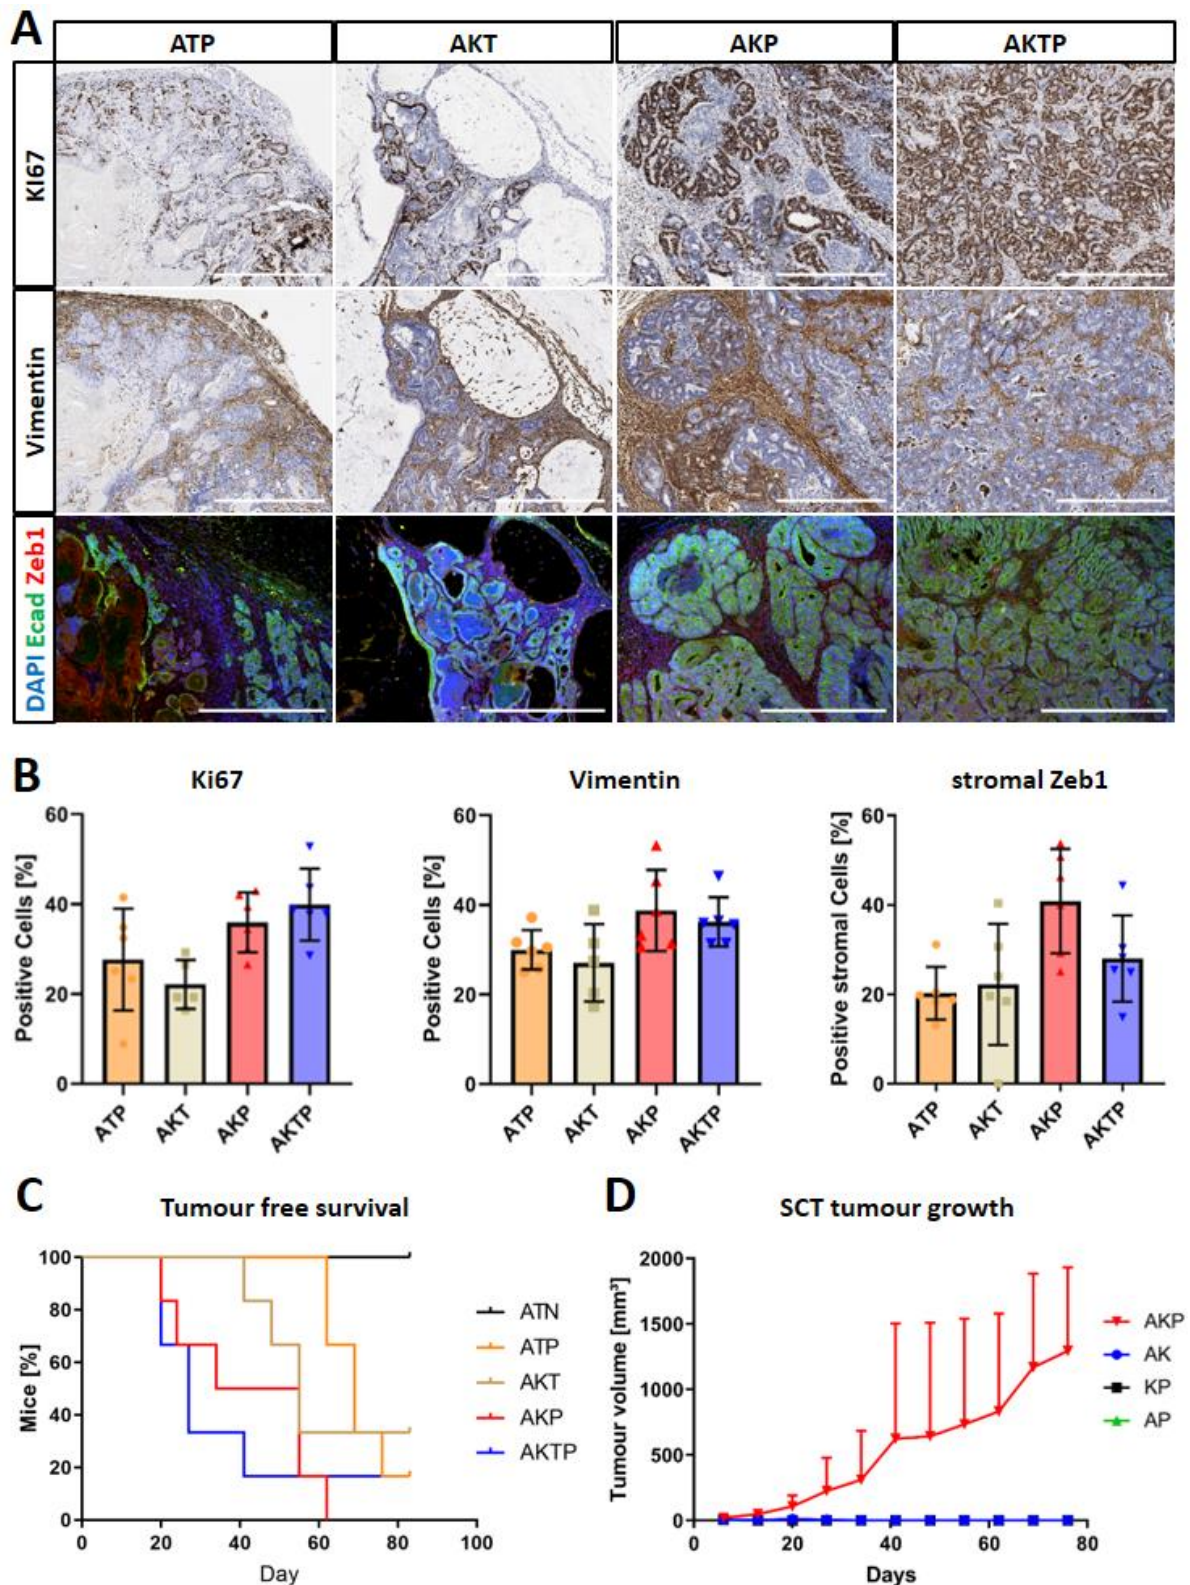 A
ATP AKT AKP AKTP
KI67
Vimentin
DAPI Ecad Zeb1
B
Ki67
Positive Cells [%]
60
40
20
0
ATP AKT AKP AKTP
Vimentin
Positive Cells [%]
60
40
20
0
ATP AKT AKP AKTP
stromal Zeb1
Positive stromal Cells [%]
60
40
20
0
ATP AKT AKP AKTP
C
Tumour free survival
Mice [%]
100
80
60
40
20
0
0 20 40 60 80 100
Day
ATN
ATP
AKT
AKP
AKTP
D
SCT tumour growth
Tumour volume [mm³]
2000
1500
1000
500
0
0 20 40 60 80
Days
AKP
AK
KP
AP